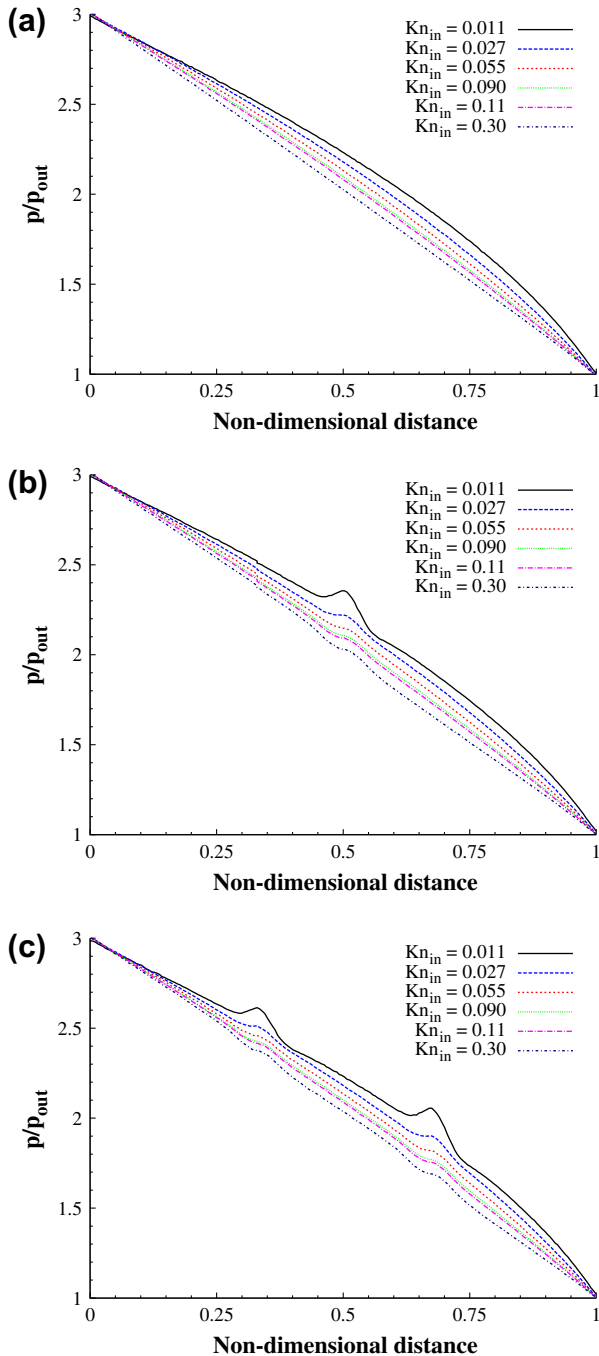 (a)
3
2.5
2
1.5
1
p/p_out
0 0.25 0.5 0.75 1
Non-dimensional distance
Kn_in = 0.011
Kn_in = 0.027
Kn_in = 0.055
Kn_in = 0.090
Kn_in = 0.11
Kn_in = 0.30
(b)
3
2.5
2
1.5
1
p/p_out
0 0.25 0.5 0.75 1
Non-dimensional distance
Kn_in = 0.011
Kn_in = 0.027
Kn_in = 0.055
Kn_in = 0.090
Kn_in = 0.11
Kn_in = 0.30
(c)
3
2.5
2
1.5
1
p/p_out
0 0.25 0.5 0.75 1
Non-dimensional distance
Kn_in = 0.011
Kn_in = 0.027
Kn_in = 0.055
Kn_in = 0.090
Kn_in = 0.11
Kn_in = 0.30